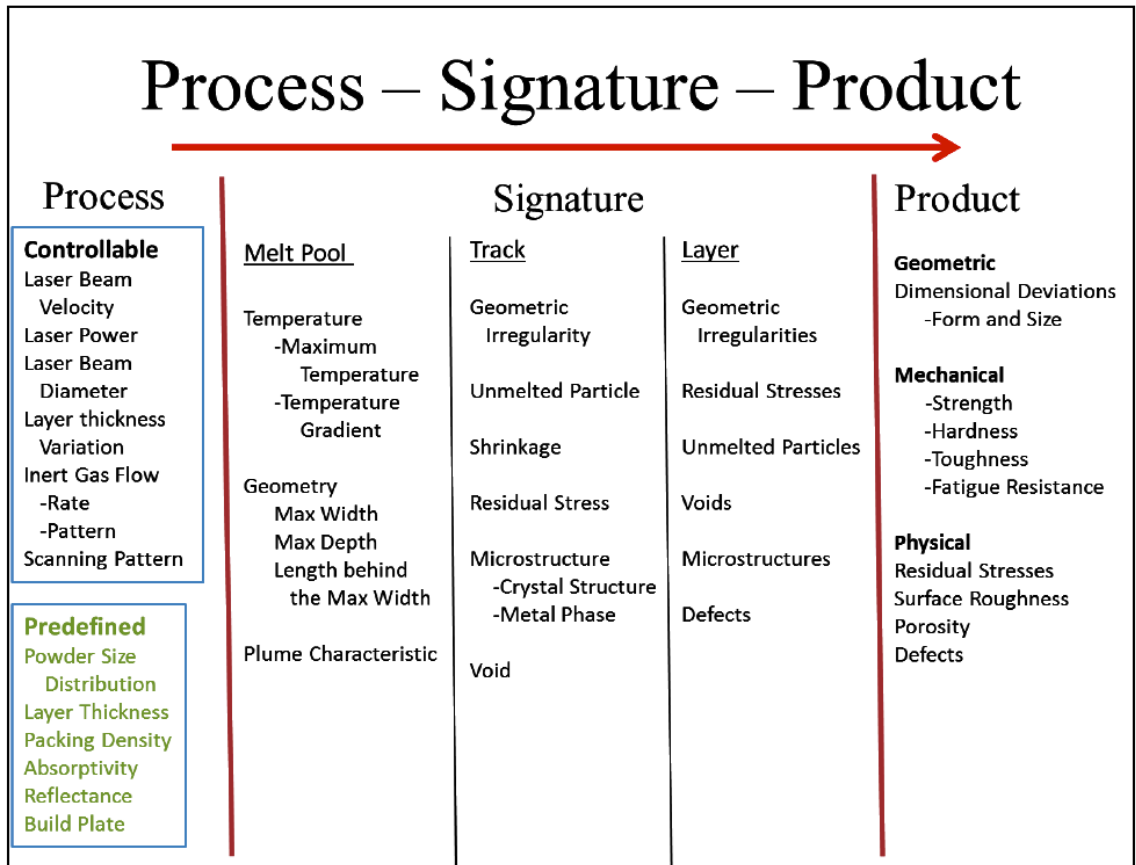 Process – Signature – Product
Process
Controllable
Laser Beam
Velocity
Laser Power
Laser Beam
Diameter
Layer thickness
Variation
Inert Gas Flow
-Rate
-Pattern
Scanning Pattern
Predefined
Powder Size
Distribution
Layer Thickness
Packing Density
Absorptivity
Reflectance
Build Plate
Signature
Melt Pool
Temperature
-Maximum
Temperature
-Temperature
Gradient
Geometry
Max Width
Max Depth
Length behind
the Max Width
Plume Characteristic
Track
Geometric
Irregularity
Unmelted Particle
Shrinkage
Residual Stress
Microstructure
-Crystal Structure
-Metal Phase
Void
Layer
Geometric
Irregularities
Residual Stresses
Unmelted Particles
Voids
Microstructures
Defects
Product
Geometric
Dimensional Deviations
-Form and Size
Mechanical
-Strength
-Hardness
-Toughness
-Fatigue Resistance
Physical
Residual Stresses
Surface Roughness
Porosity
Defects